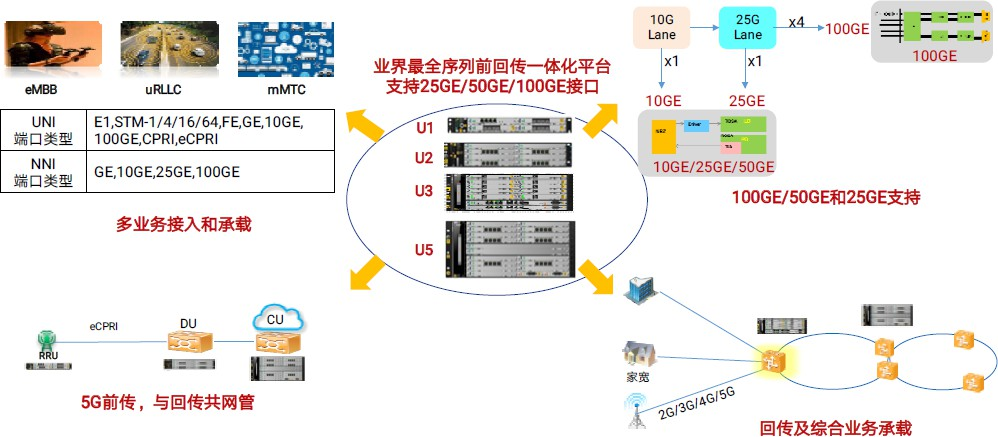 eMBB
uRLLC
mMTC
UNI
端口类型
E1,STM-1/4/16/64,FE,GE,10GE,
100GE,CPRI,eCPRI
NNI
端口类型
GE,10GE,25GE,100GE
多业务接入和承载
业界最全序列前回传一体化平台
支持25GE/50GE/100GE接口
U1
U2
U3
U5
10G
Lane
25G
Lane
x4
100GE
100GE
x1
x1
10GE
25GE
10GE/25GE/50GE
100GE/50GE和25GE支持
eCPRI
DU
CU
RRU
5G前传，与回传共网管
家宽
2G/3G/4G/5G
回传及综合业务承载